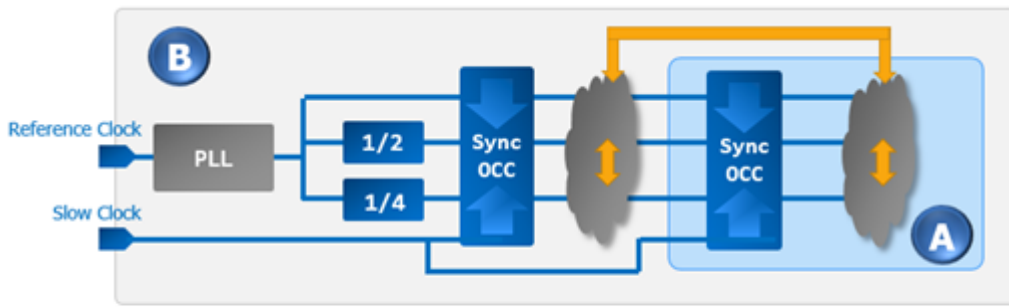 B
Reference Clock
PLL
1/2
1/4
Slow Clock
Sync
OCC
Sync
OCC
A